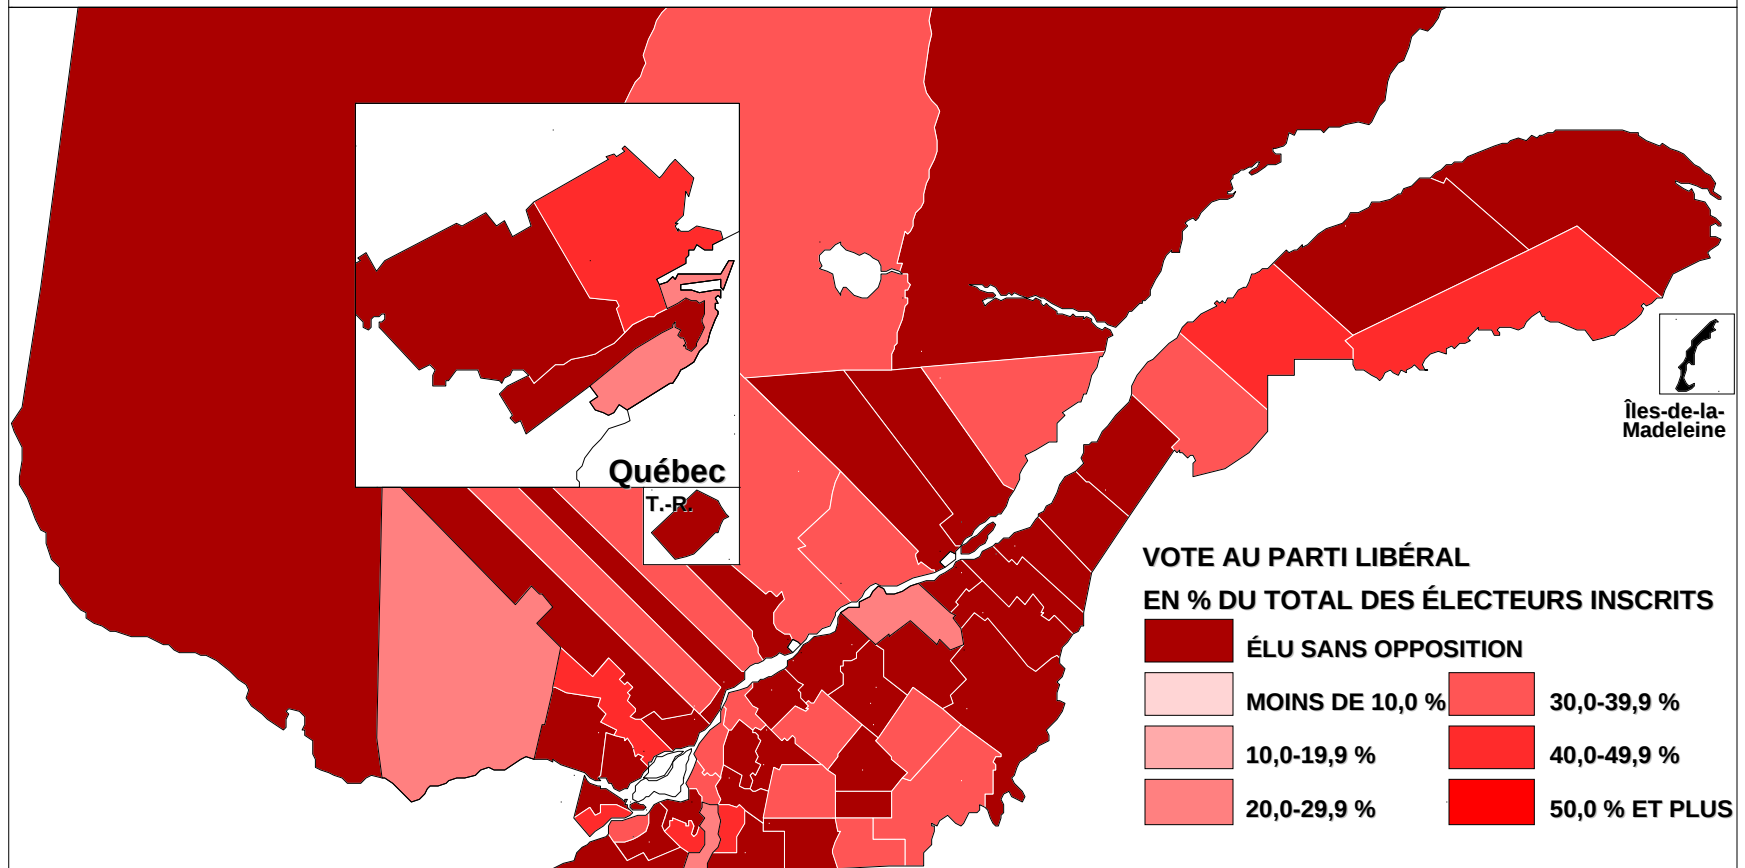 Québec
T.-R.
Îles-de-la-
Madeleine
VOTE AU PARTI LIBÉRAL
EN % DU TOTAL DES ÉLECTEURS INSCRITS
ÉLU SANS OPPOSITION
MOINS DE 10,0 %
30,0-39,9 %
10,0-19,9 %
40,0-49,9 %
20,0-29,9 %
50,0 % ET PLUS